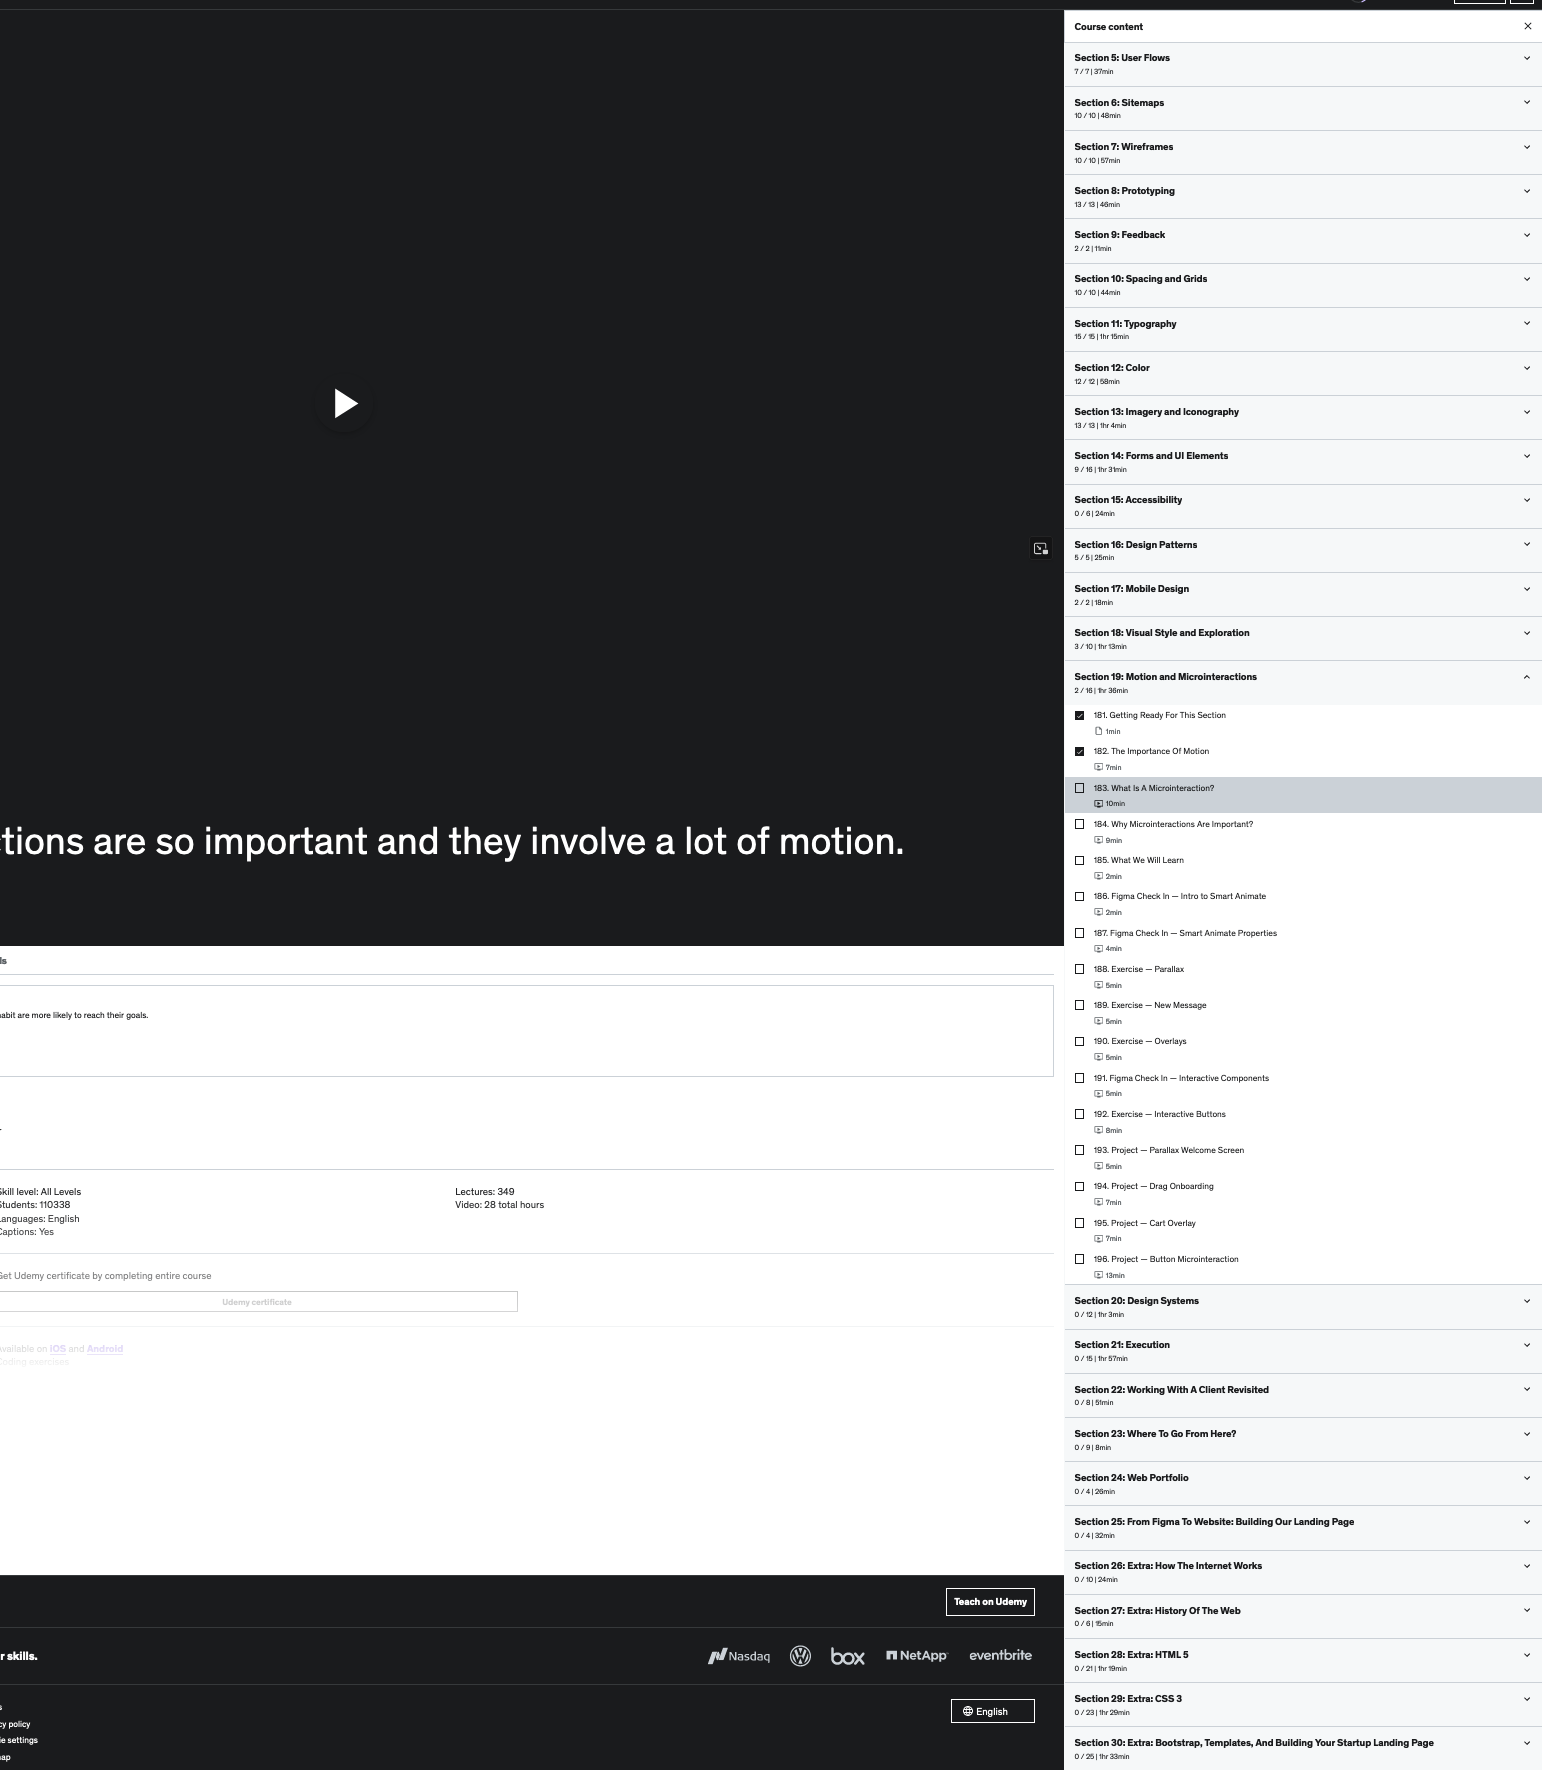 Course content
Section 5: User Flows
7 / 7 | 37min
Section 6: Sitemaps
10 / 10 | 48min
Section 7: Wireframes
10 / 10 | 57min
Section 8: Prototyping
13 / 13 | 46min
Section 9: Feedback
2 / 2 | 11min
Section 10: Spacing and Grids
10 / 10 | 44min
Section 11: Typography
15 / 15 | 1hr 15min
Section 12: Color
12 / 12 | 58min
Section 13: Imagery and Iconography
13 / 13 | 1hr 4min
Section 14: Forms and UI Elements
9 / 16 | 1hr 31min
Section 15: Accessibility
0 / 6 | 24min
Section 16: Design Patterns
5 / 5 | 25min
Section 17: Mobile Design
2 / 2 | 18min
Section 18: Visual Style and Exploration
3 / 10 | 1hr 13min
Section 19: Motion and Microinteractions
2 / 16 | 1hr 36min
181. Getting Ready For This Section
1min
182. The Importance Of Motion
7min
183. What Is A Microinteraction?
10min
184. Why Microinteractions Are Important?
9min
185. What We Will Learn
2min
186. Figma Check In — Intro to Smart Animate
2min
187. Figma Check In — Smart Animate Properties
4min
188. Exercise — Parallax
5min
189. Exercise — New Message
5min
190. Exercise — Overlays
5min
191. Figma Check In — Interactive Components
5min
192. Exercise — Interactive Buttons
8min
193. Project — Parallax Welcome Screen
5min
194. Project — Drag Onboarding
7min
195. Project — Cart Overlay
7min
196. Project — Button Microinteraction
13min
Section 20: Design Systems
0 / 12 | 1hr 3min
Section 21: Execution
0 / 15 | 1hr 57min
Section 22: Working With A Client Revisited
0 / 8 | 51min
Section 23: Where To Go From Here?
0 / 9 | 8min
Section 24: Web Portfolio
0 / 4 | 26min
Section 25: From Figma To Website: Building Our Landing Page
0 / 4 | 32min
Section 26: Extra: How The Internet Works
0 / 10 | 24min
Section 27: Extra: History Of The Web
0 / 6 | 15min
Section 28: Extra: HTML 5
0 / 21 | 1hr 19min
Section 29: Extra: CSS 3
0 / 23 | 1hr 29min
Section 30: Extra: Bootstrap, Templates, And Building Your Startup Landing Page
0 / 25 | 1hr 33min
ctions are so important and they involve a lot of motion.
ls
abit are more likely to reach their goals.
Skill level: All Levels
Students: 110338
Languages: English
Captions: Yes
Lectures: 349
Video: 28 total hours
Get Udemy certificate by completing entire course
Udemy certificate
Available on iOS and Android
Coding exercises
Teach on Udemy
r skills.
Nasdaq
box
NetApp
eventbrite
s
cy policy
ie settings
ap
English